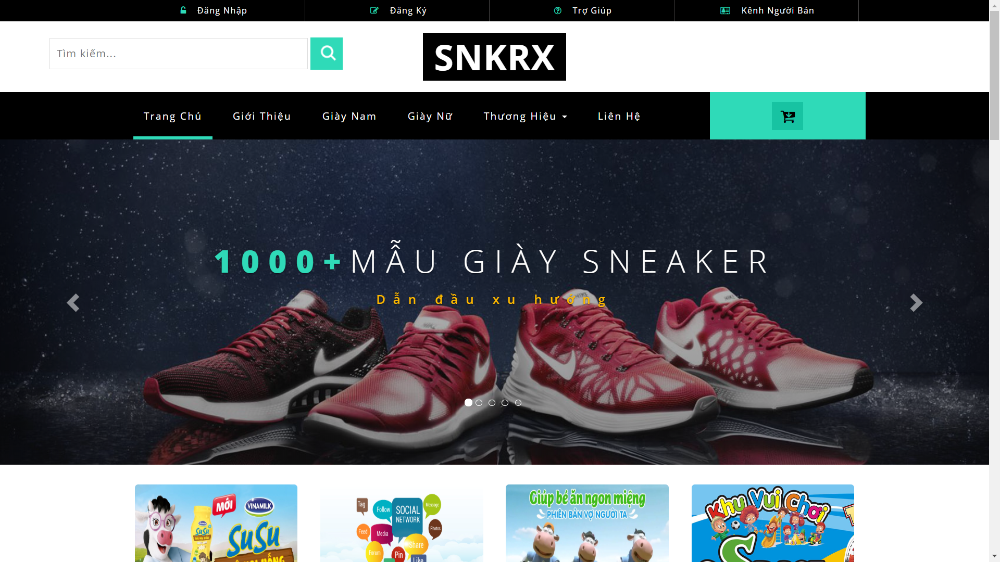 Đăng Nhập
Đăng Ký
Trợ Giúp
Kênh Người Bán
Tìm kiếm...
SNKRX
Trang Chủ
Giới Thiệu
Giày Nam
Giày Nữ
Thương Hiệu
Liên Hệ
1000+MẪU GIÀY SNEAKER
Dẫn đầu xu hướng
NIKE
MỚI
VINAMILK
SuSu
SuSu
Tag
Follow
SOCIAL
NETWORK
Message
Feed
Media
Photos
Forum
Share
Pin
Like
Giúp bé ăn ngon miệng
PHIÊN BẢN VỢ NGƯỜI TA
Khu Vui Chơi